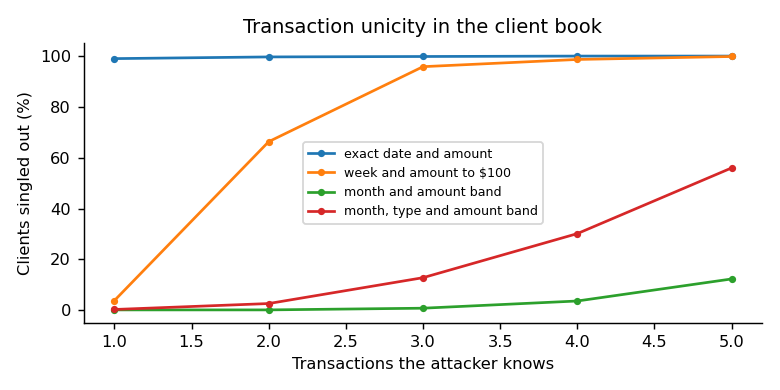 Transaction unicity in the client book
Clients singled out (%)
100
80
60
40
20
0
exact date and amount
week and amount to $100
month and amount band
month, type and amount band
1.0 1.5 2.0 2.5 3.0 3.5 4.0 4.5 5.0
Transactions the attacker knows